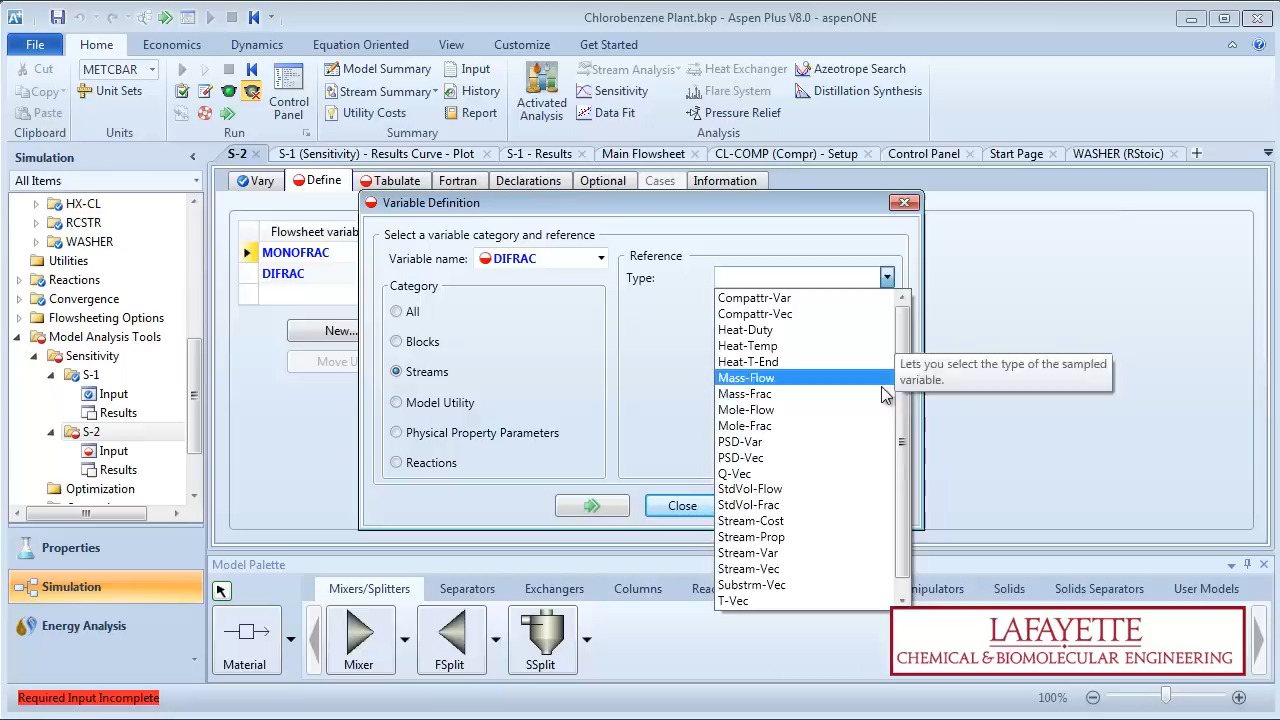 Chlorobenzene Plant.bkp - Aspen Plus V8.0 - aspenONE
File Home Economics Dynamics Equation Oriented View Customize Get Started
Cut METCBAR Model Summary Input Stream Analysis Heat Exchanger Azeotrope Search
Copy Unit Sets Control Panel Stream Summary History Activated Analysis Sensitivity Flare System Distillation Synthesis
Paste Utility Costs Report Data Fit Pressure Relief
Clipboard Units Run Summary Analysis
Simulation S-2 S-1 (Sensitivity) - Results Curve - Plot S-1 - Results Main Flowsheet CL-COMP (Compr) - Setup Control Panel Start Page WASHER (RStoic)
All Items Vary Define Tabulate Fortran Declarations Optional Cases Information
HX-CL
RCSTR
WASHER
Utilities
Reactions
Convergence
Flowsheeting Options
Model Analysis Tools
Sensitivity
S-1
Input
Results
S-2
Input
Results
Optimization
Properties
Simulation
Energy Analysis
Flowsheet variab
MONOFRAC
DIFRAC
New...
Move U
Variable Definition
Select a variable category and reference
Variable name: DIFRAC
Category
All
Blocks
Streams
Model Utility
Physical Property Parameters
Reactions
Close
Reference
Type:
Compattr-Var
Compattr-Vec
Heat-Duty
Heat-Temp
Heat-T-End
Mass-Flow
Mass-Frac
Mole-Flow
Mole-Frac
PSD-Var
PSD-Vec
Q-Vec
StdVol-Flow
StdVol-Frac
Stream-Cost
Stream-Prop
Stream-Var
Stream-Vec
Substrm-Vec
T-Vec
Lets you select the type of the sampled
variable.
Model Palette
Mixers/Splitters Separators Exchangers Columns Solids Solids Separators User Models
Material Mixer FSplit SSplit
LAFAYETTE
CHEMICAL & BIOMOLECULAR ENGINEERING
Required Input Incomplete 100%